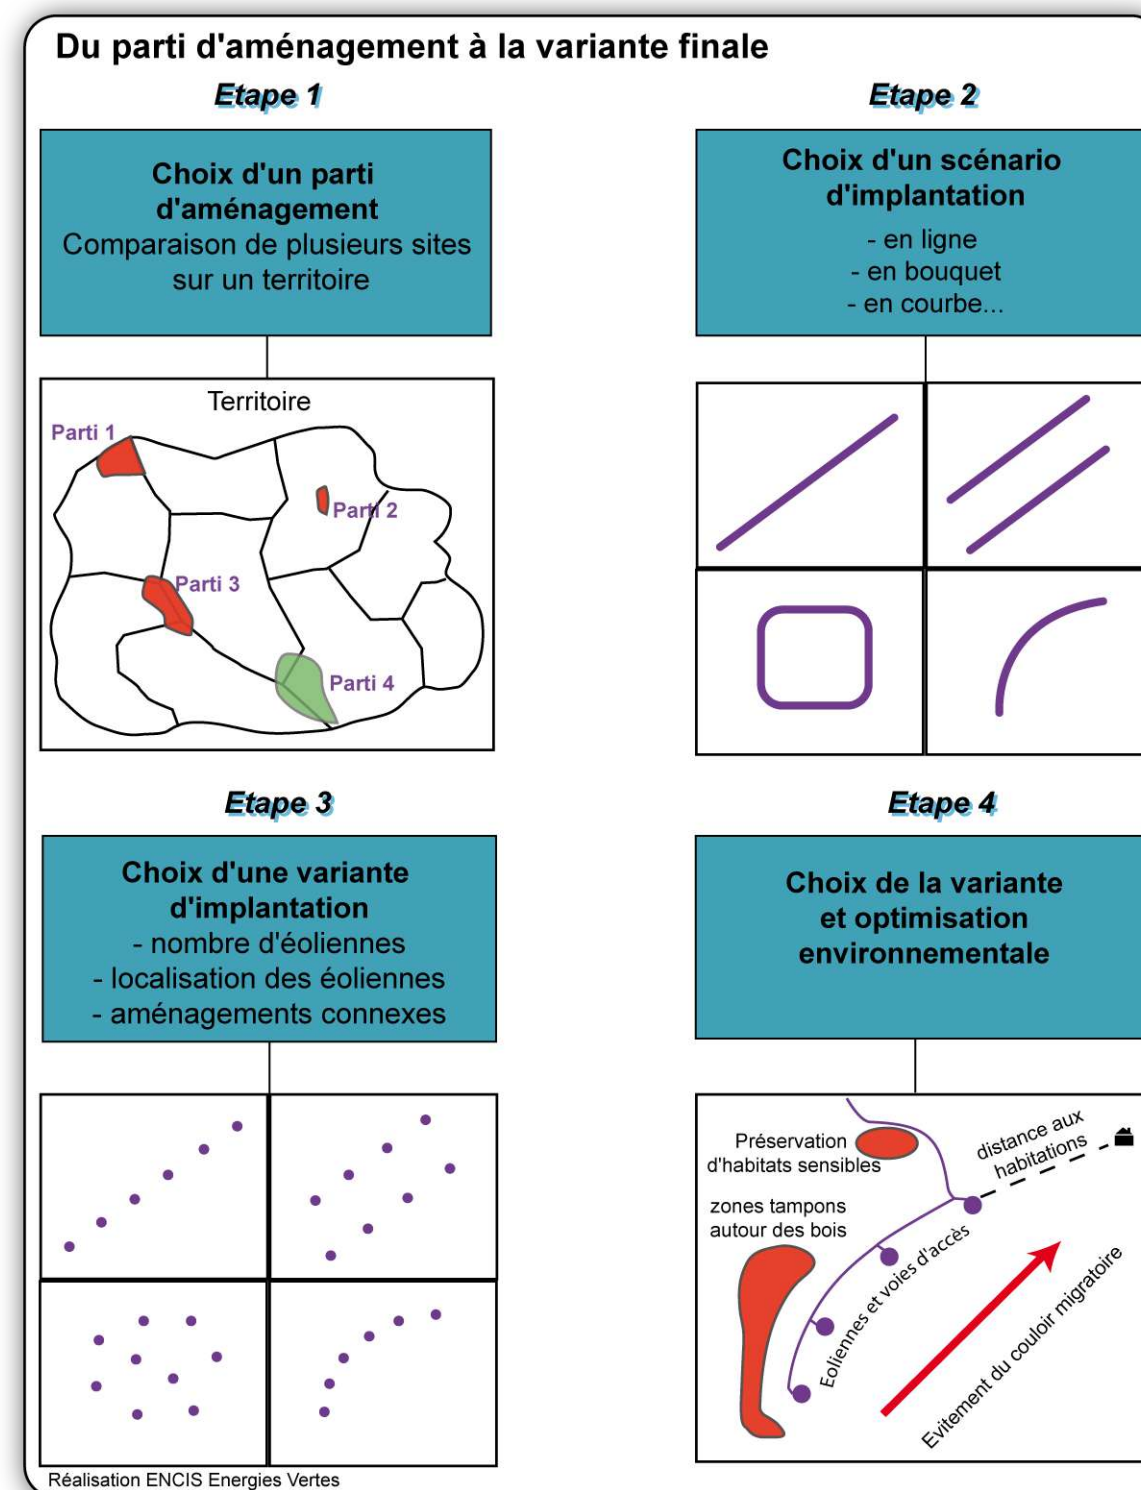 Du parti d'aménagement à la variante finale
Etape 1
Choix d'un parti
d'aménagement
Comparaison de plusieurs sites
sur un territoire
Territoire
Parti 1
Parti 2
Parti 3
Parti 4
Etape 2
Choix d'un scénario
d'implantation
- en ligne
- en bouquet
- en courbe...
Etape 3
Choix d'une variante
d'implantation
- nombre d'éoliennes
- localisation des éoliennes
- aménagements connexes
Etape 4
Choix de la variante
et optimisation
environnementale
Préservation
d'habitats sensibles
distance aux
habitations
zones tampons
autour des bois
Eoliennes et voies d'accès
Evitement du couloir migratoire
Réalisation ENCIS Energies Vertes